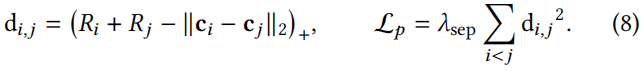 d_{i,j} = (R_i + R_j − ||c_i − c_j||_2)_+,   𝓛_p = λ_sep ∑_{i<j} d_{i,j}^2.   (8)